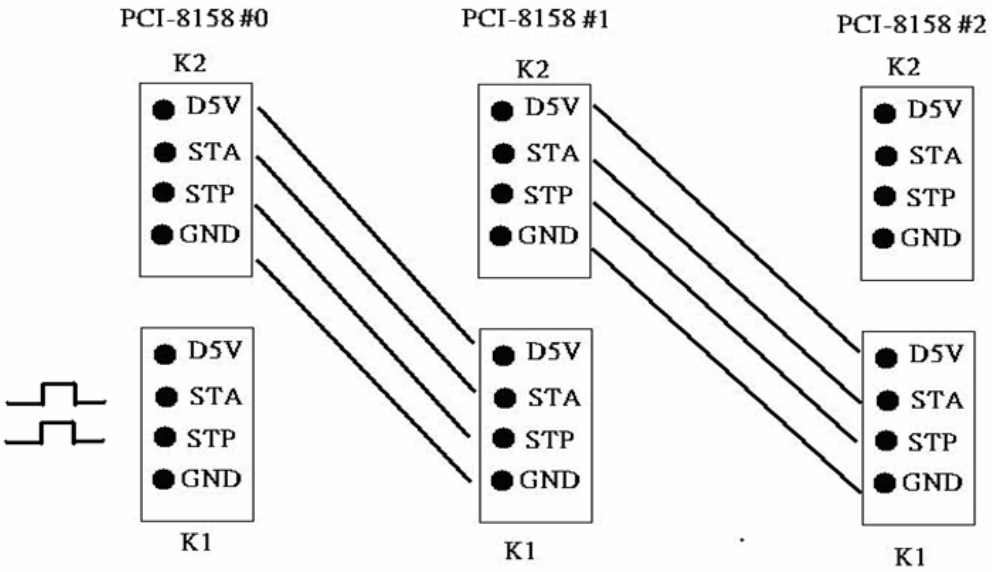 PCI-8158 #0
K2
D5V
STA
STP
GND
D5V
STA
STP
GND
K1
PCI-8158 #1
K2
D5V
STA
STP
GND
D5V
STA
STP
GND
K1
PCI-8158 #2
K2
D5V
STA
STP
GND
D5V
STA
STP
GND
K1